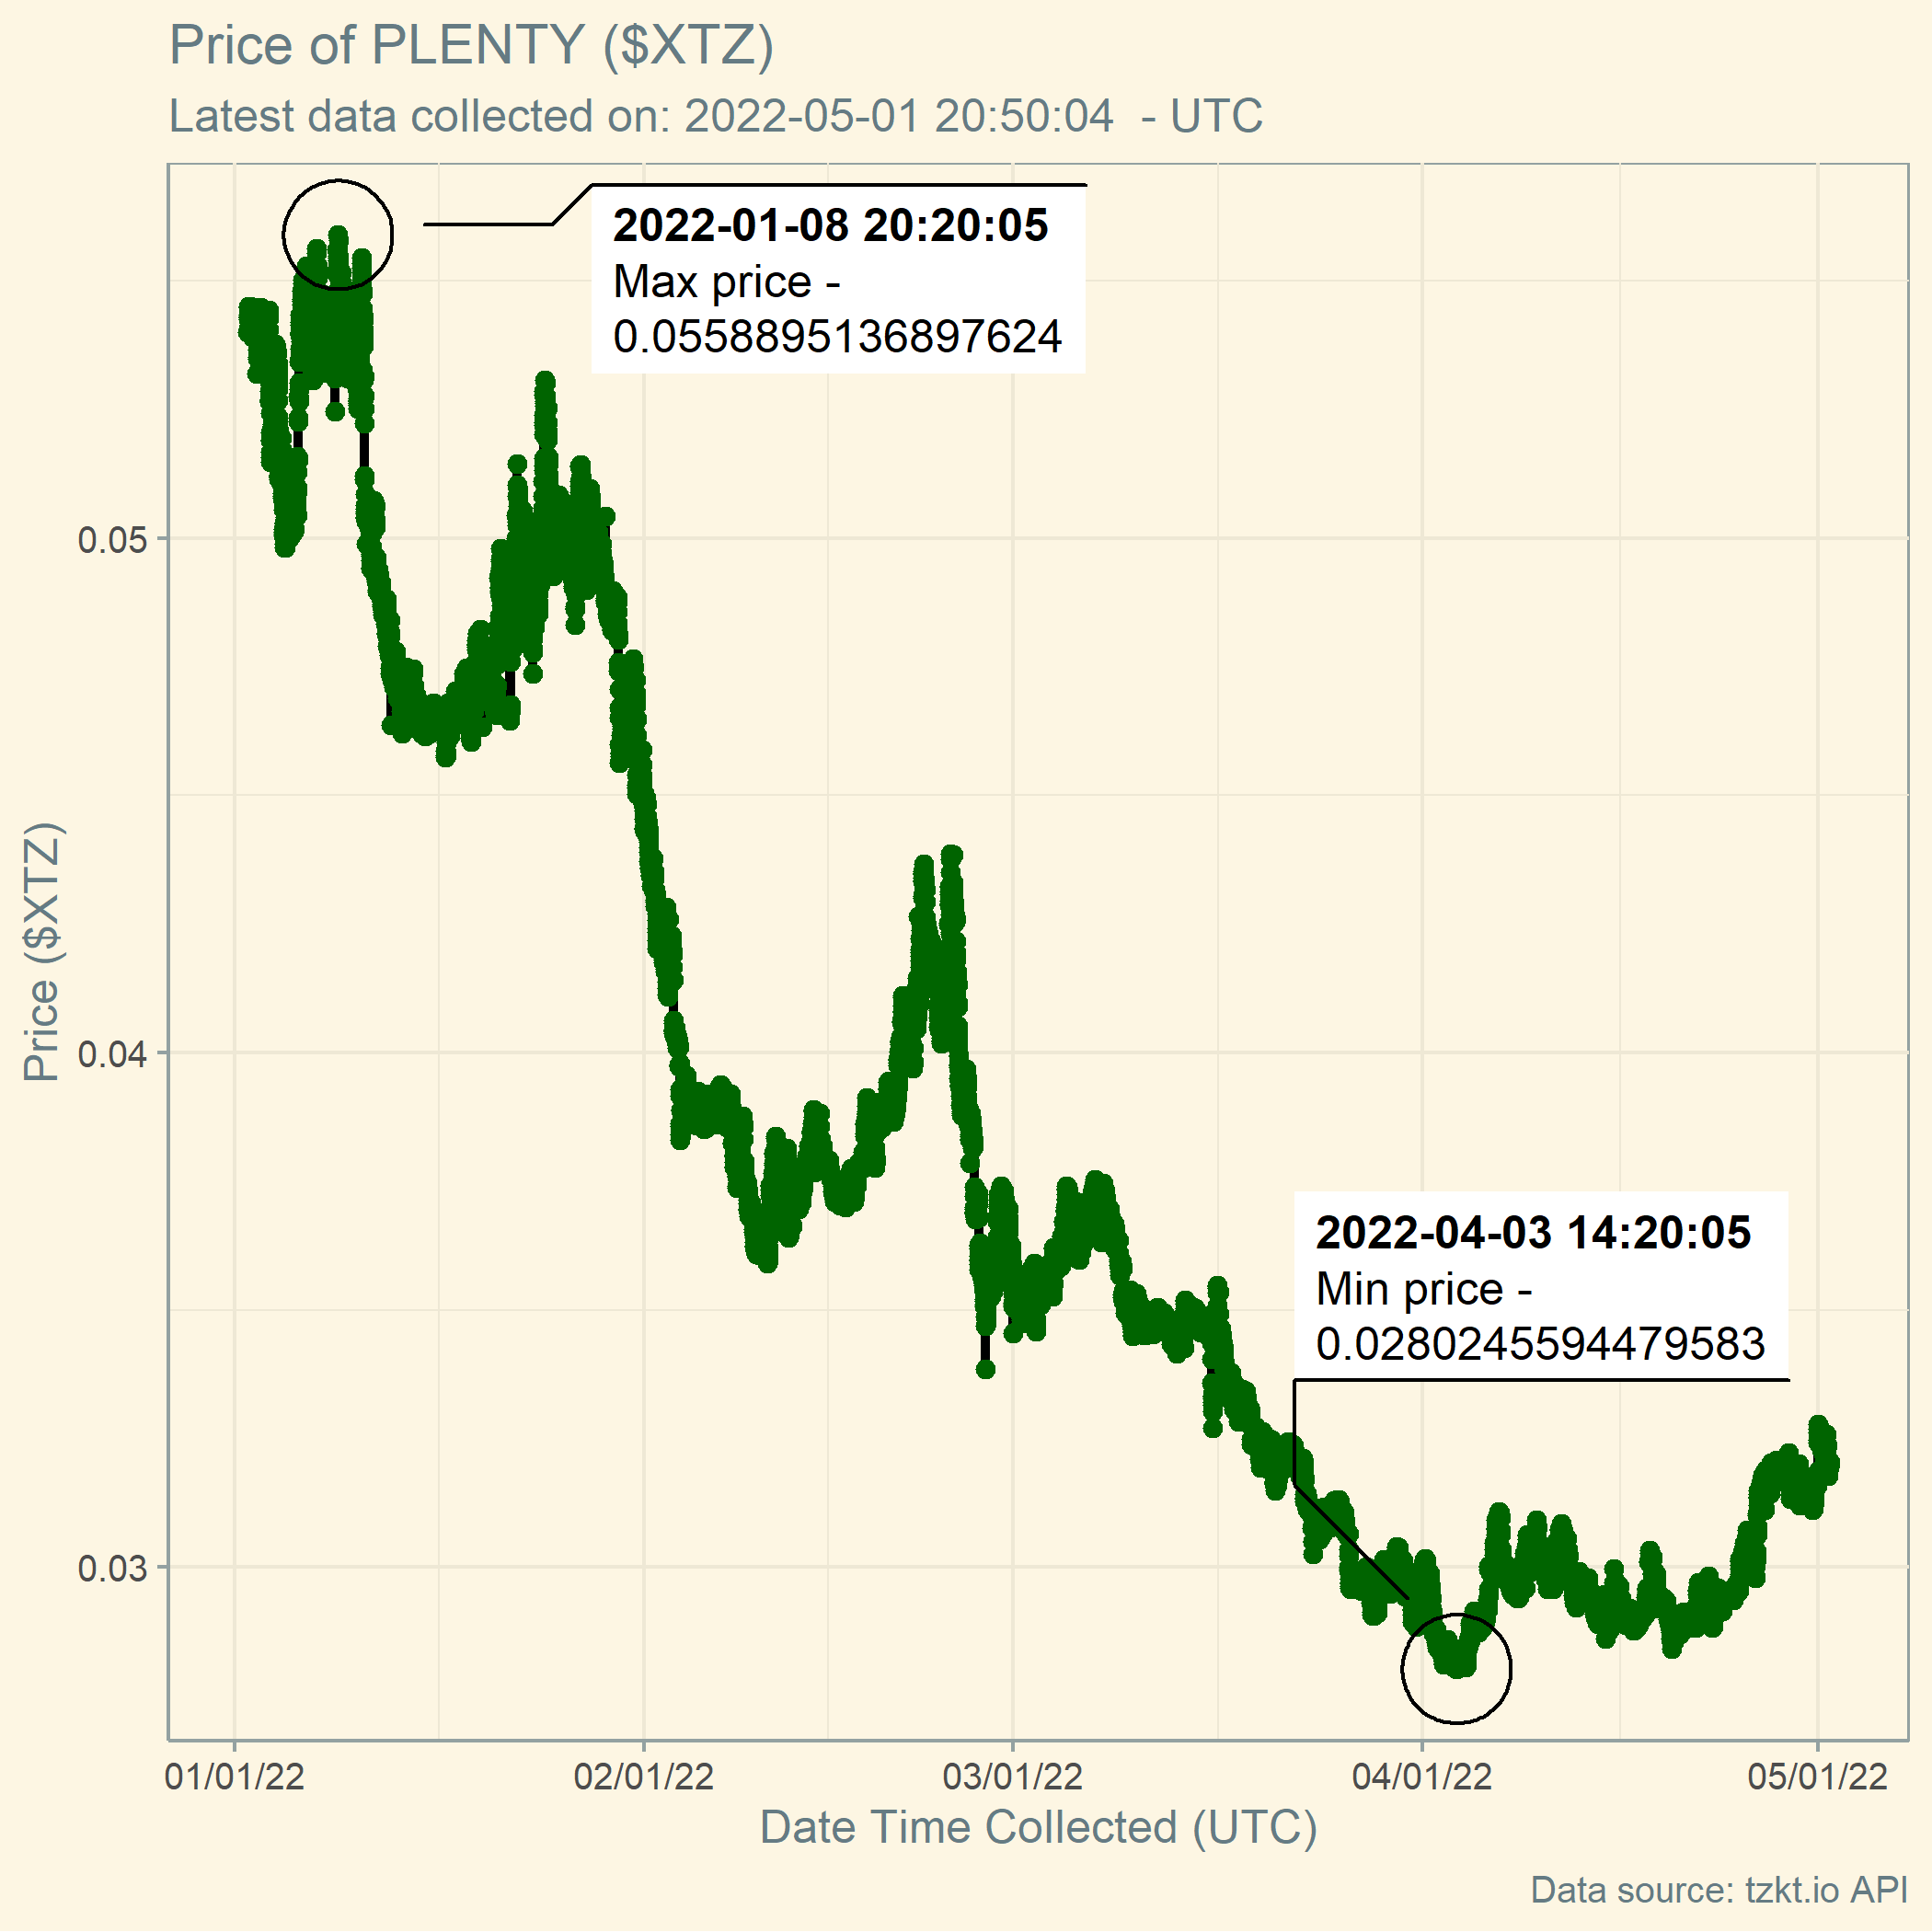 Price of PLENTY ($XTZ)
Latest data collected on: 2022-05-01 20:50:04  - UTC
2022-01-08 20:20:05
Max price -
0.0558895136897624
0.05
0.04
0.03
Price ($XTZ)
2022-04-03 14:20:05
Min price -
0.0280245594479583
01/01/22 02/01/22 03/01/22 04/01/22 05/01/22
Date Time Collected (UTC)
Data source: tzkt.io API